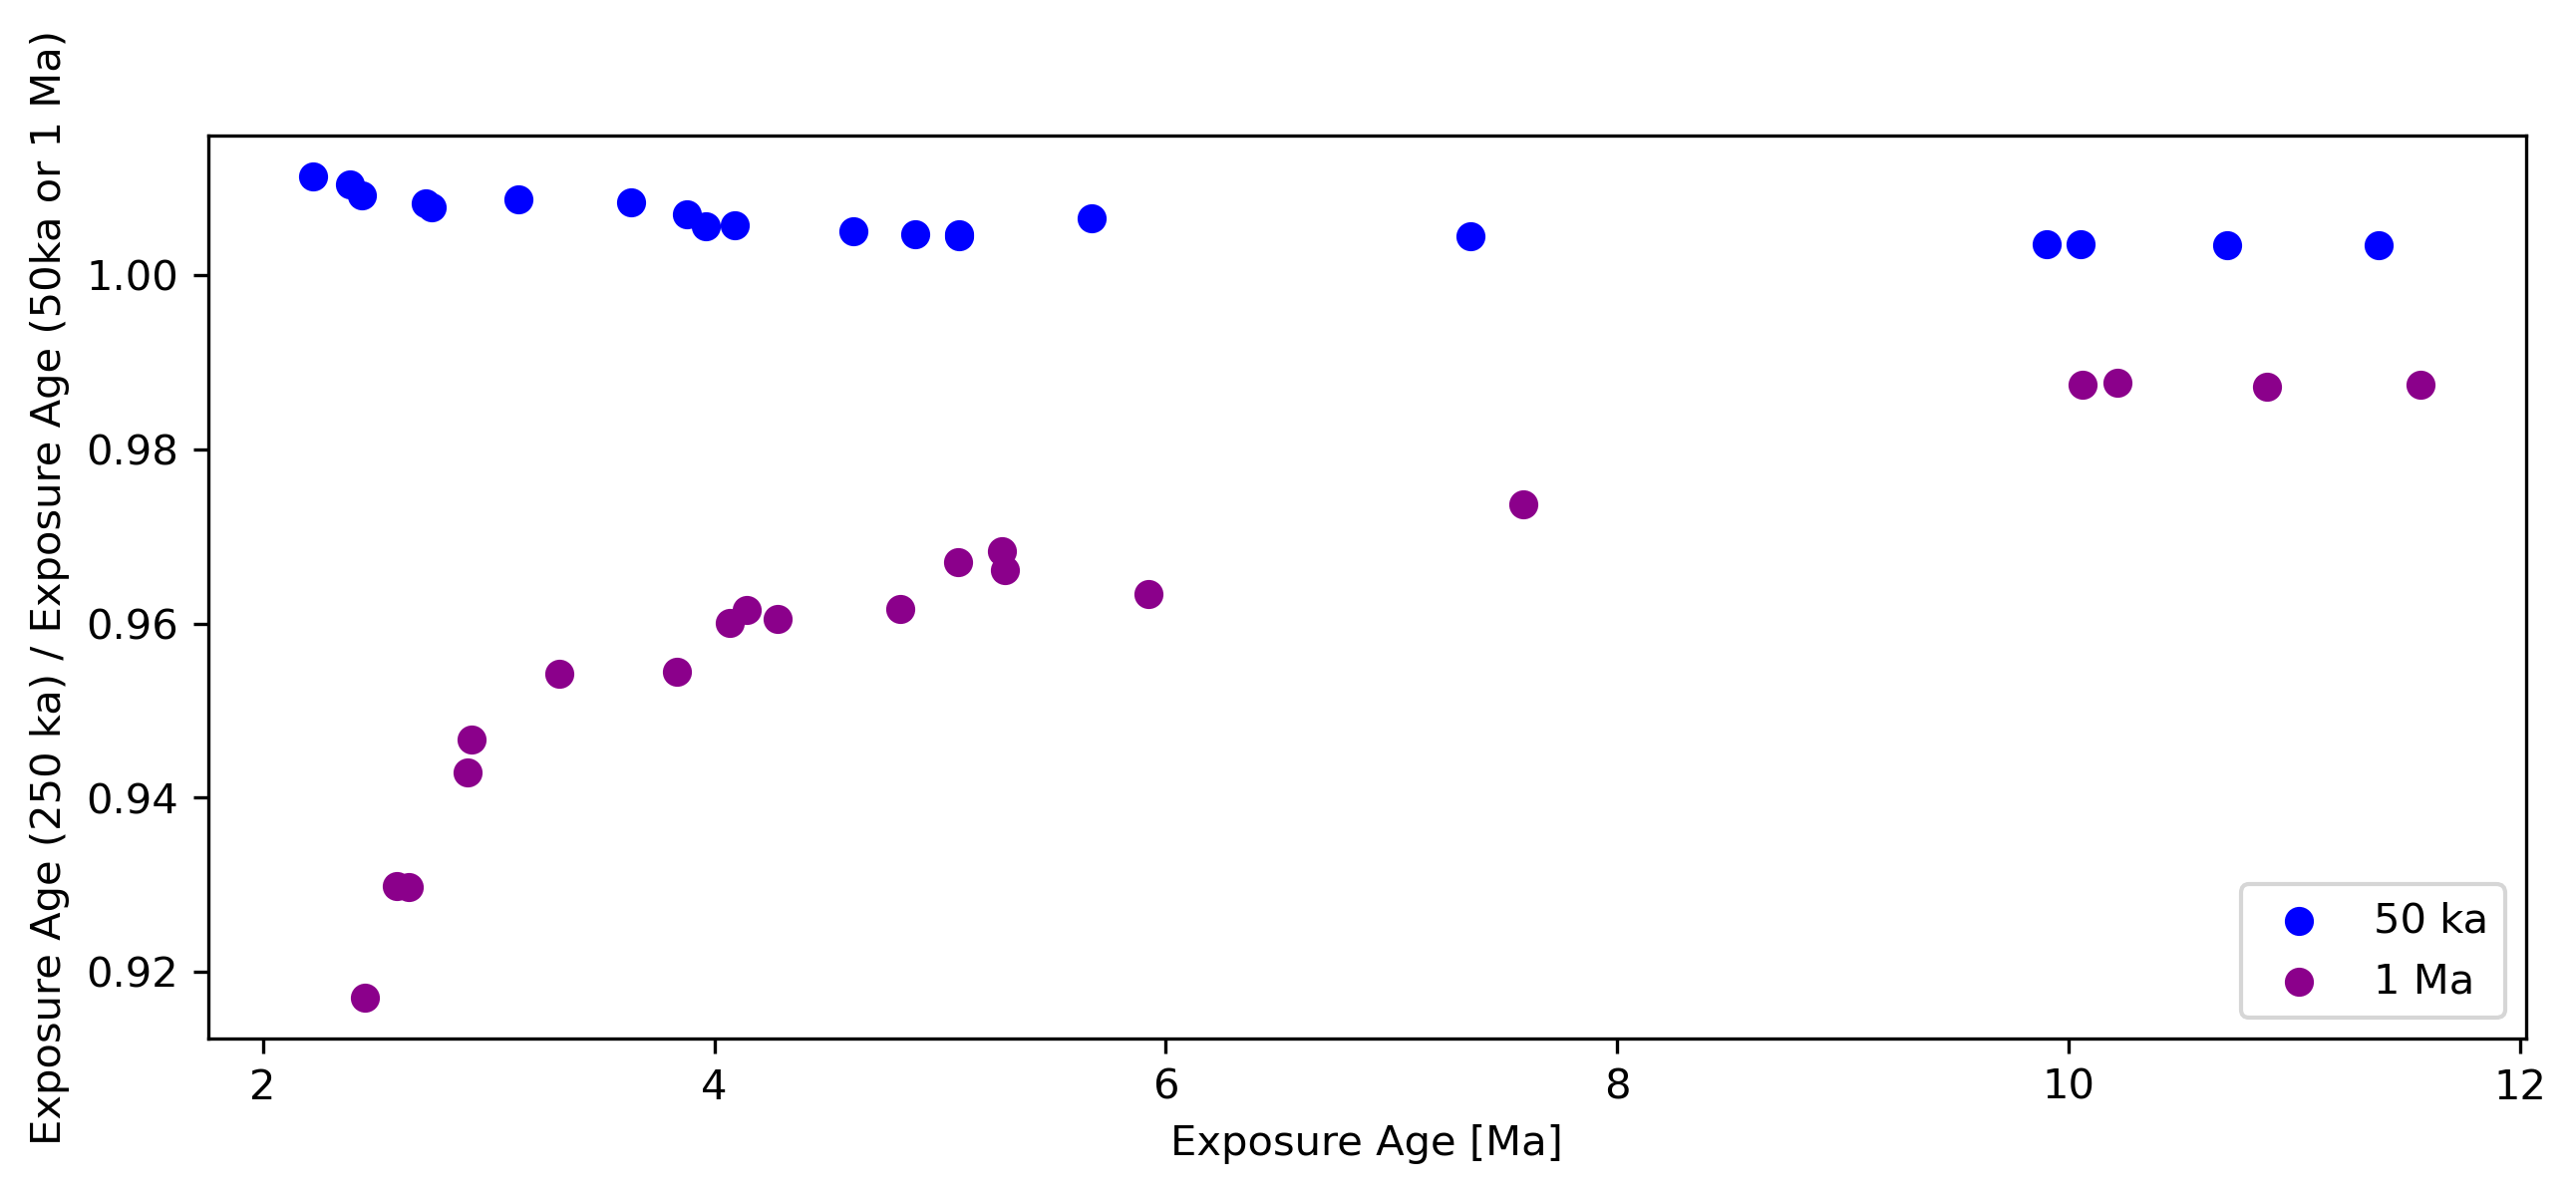 Exposure Age (250 ka) / Exposure Age (50ka or 1 Ma)
1.00
0.98
0.96
0.94
0.92
2
4
6
8
10
12
Exposure Age [Ma]
50 ka
1 Ma